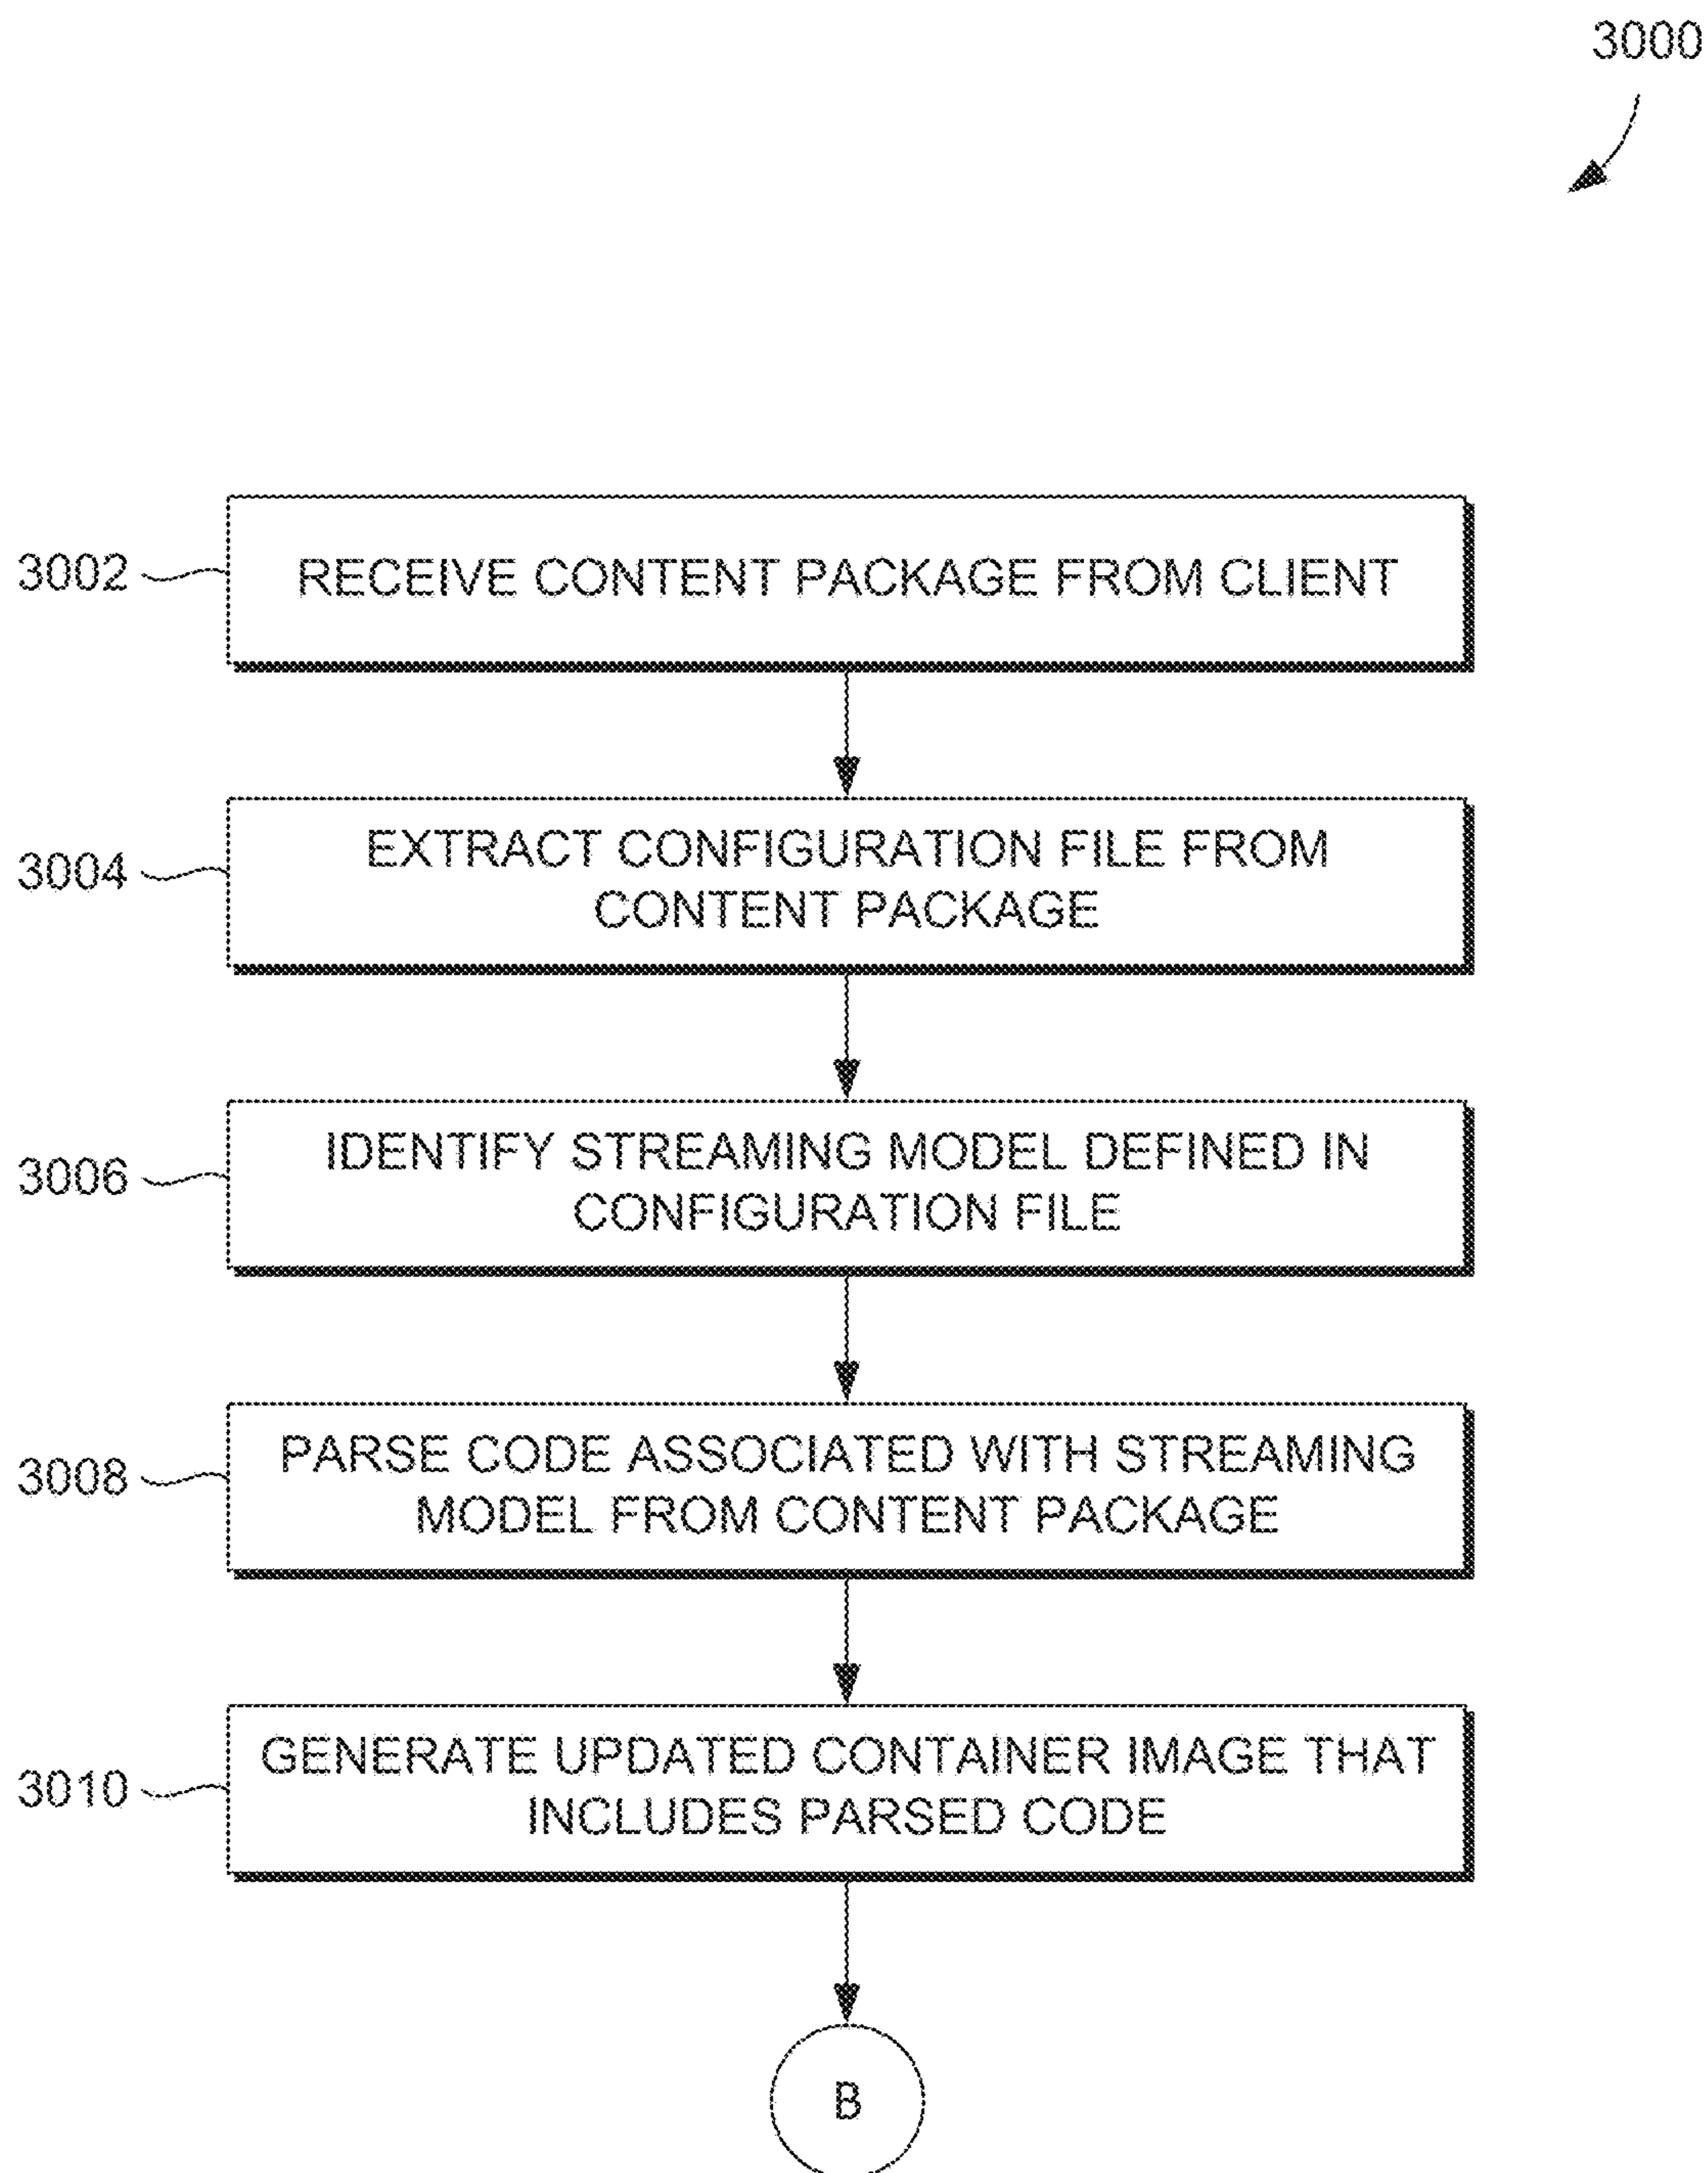 3000
3002
RECEIVE CONTENT PACKAGE FROM CLIENT
3004
EXTRACT CONFIGURATION FILE FROM
CONTENT PACKAGE
3006
IDENTIFY STREAMING MODEL DEFINED IN
CONFIGURATION FILE
3008
PARSE CODE ASSOCIATED WITH STREAMING
MODEL FROM CONTENT PACKAGE
3010
GENERATE UPDATED CONTAINER IMAGE THAT
INCLUDES PARSED CODE
B